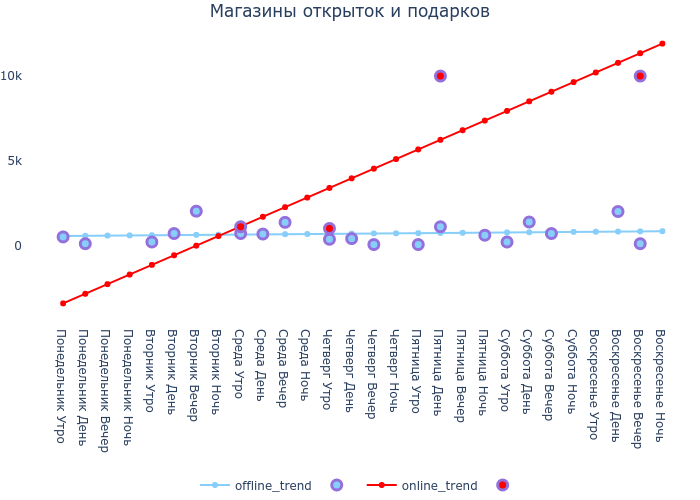 Магазины открыток и подарков
10k
5k
0
Понедельник Утро
Понедельник День
Понедельник Вечер
Понедельник Ночь
Вторник Утро
Вторник День
Вторник Вечер
Вторник Ночь
Среда Утро
Среда День
Среда Вечер
Среда Ночь
Четверг Утро
Четверг День
Четверг Вечер
Четверг Ночь
Пятница Утро
Пятница День
Пятница Вечер
Пятница Ночь
Суббота Утро
Суббота День
Суббота Вечер
Суббота Ночь
Воскресенье Утро
Воскресенье День
Воскресенье Вечер
Воскресенье Ночь
offline_trend
online_trend